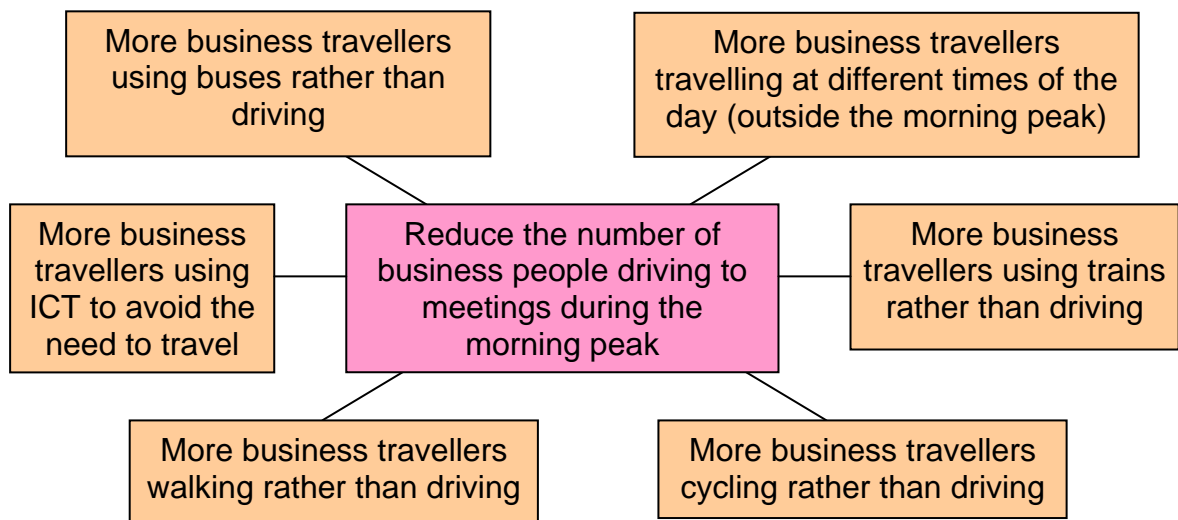 More business travellers
using buses rather than
driving
More business travellers
travelling at different times of the
day (outside the morning peak)
More business
travellers using
ICT to avoid the
need to travel
Reduce the number of
business people driving to
meetings during the
morning peak
More business
travellers using trains
rather than driving
More business travellers
walking rather than driving
More business travellers
cycling rather than driving